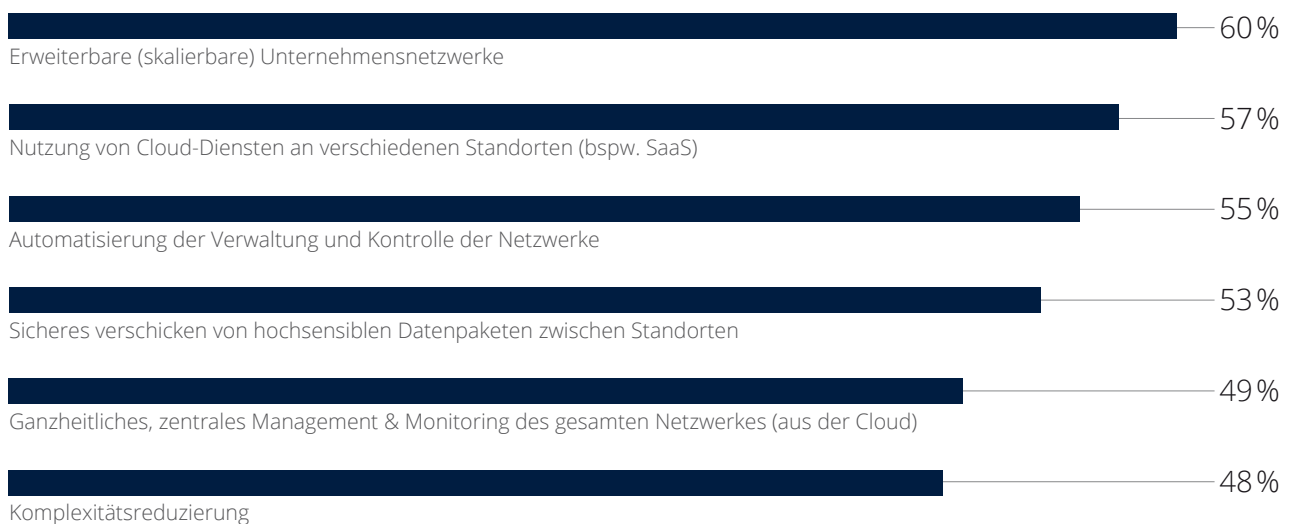 60 %
Erweiterbare (skalierbare) Unternehmensnetzwerke
57 %
Nutzung von Cloud-Diensten an verschiedenen Standorten (bspw. SaaS)
55 %
Automatisierung der Verwaltung und Kontrolle der Netzwerke
53 %
Sicheres verschicken von hochsensiblen Datenpaketen zwischen Standorten
49 %
Ganzheitliches, zentrales Management & Monitoring des gesamten Netzwerkes (aus der Cloud)
48 %
Komplexitätsreduzierung